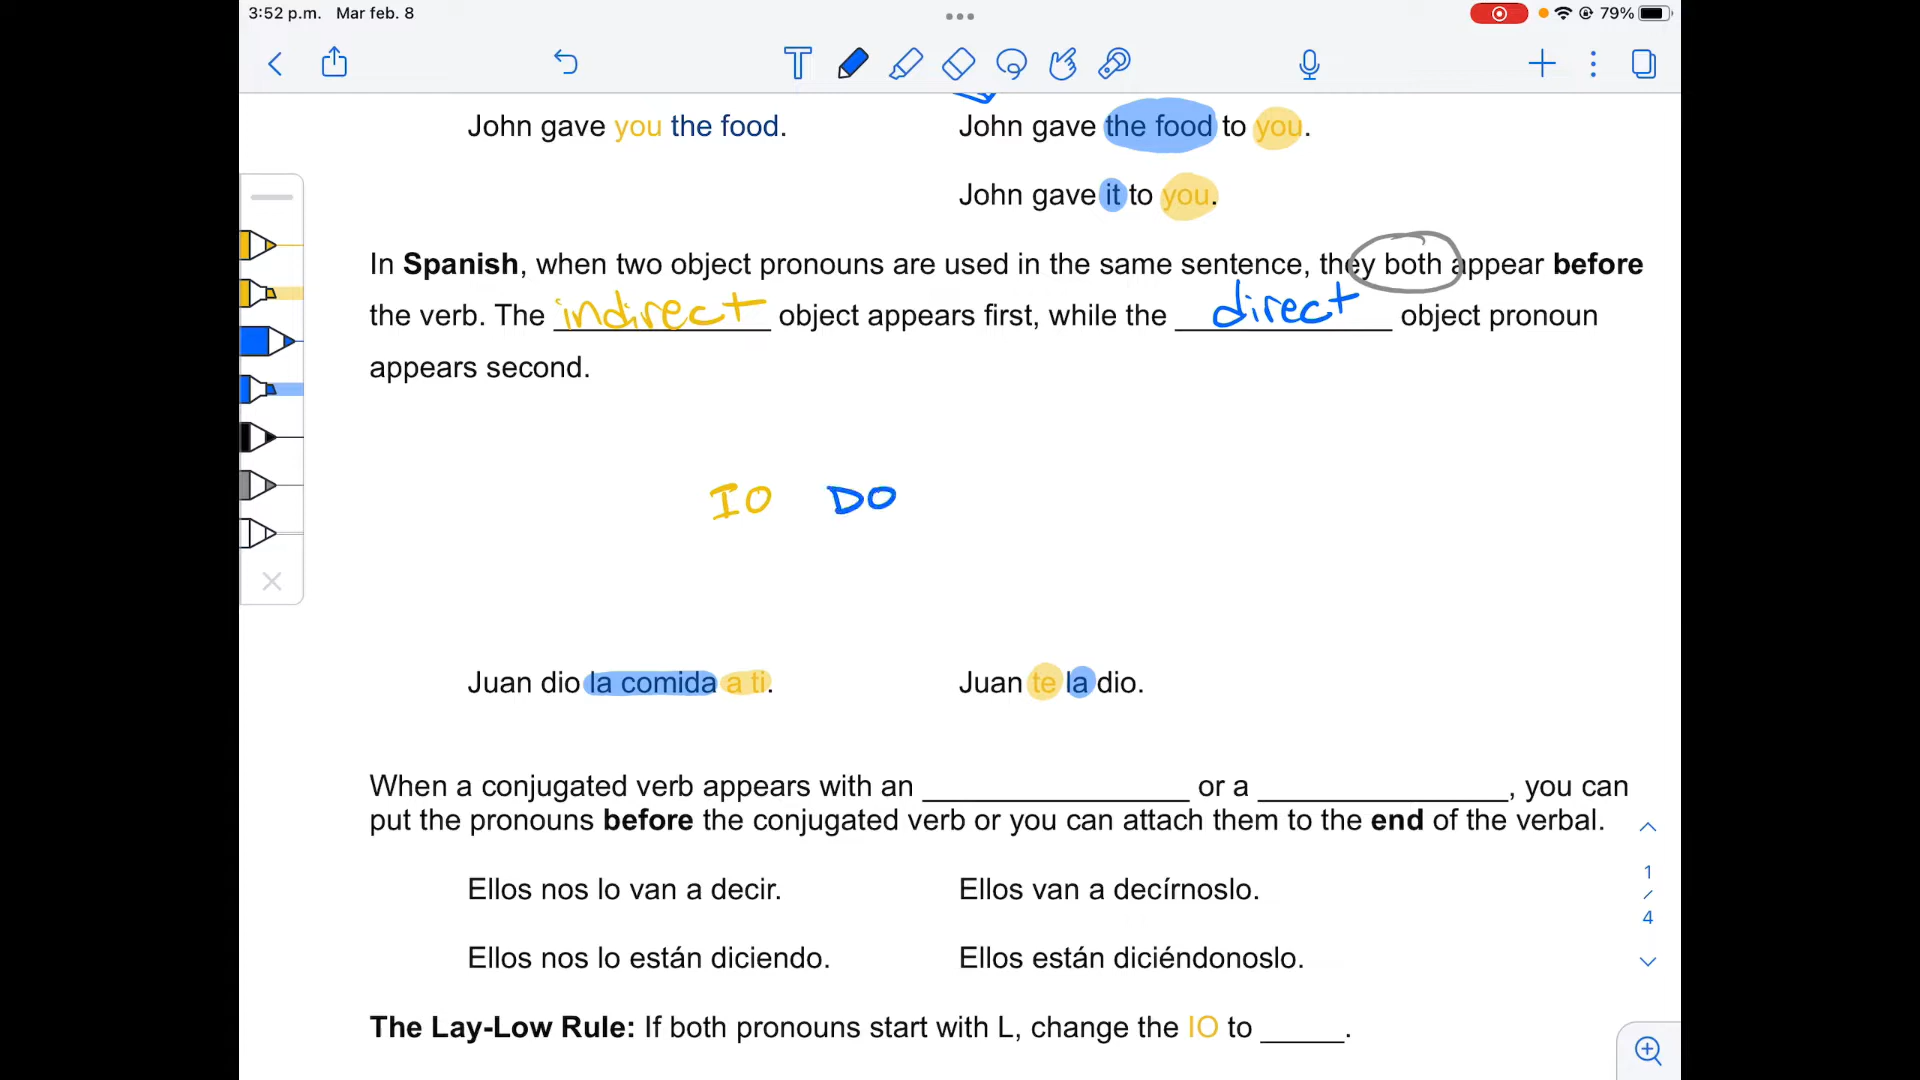 3:52 p.m. Mar feb. 8 79%
T
John gave you the food. John gave the food to you.
John gave it to you.
In Spanish, when two object pronouns are used in the same sentence, they both appear before
the verb. The indirect object appears first, while the direct object pronoun
appears second.
IO DO
Juan dio la comida a ti. Juan te la dio.
When a conjugated verb appears with an ________________ or a _______________, you can
put the pronouns before the conjugated verb or you can attach them to the end of the verbal.
Ellos nos lo van a decir. Ellos van a decírnoslo.
Ellos nos lo están diciendo. Ellos están diciéndonoslo.
The Lay-Low Rule: If both pronouns start with L, change the IO to _____.
1
/
4